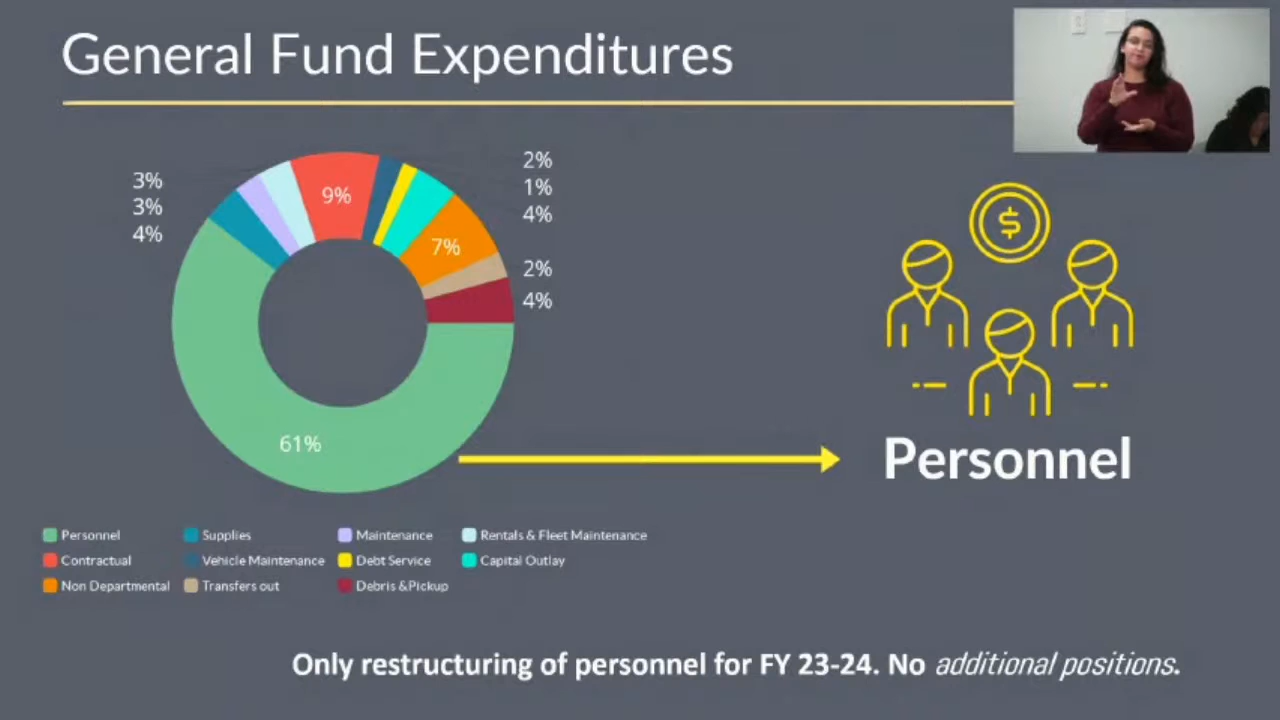 General Fund Expenditures
3%
3%
4%
9%
2%
1%
4%
7%
2%
4%
61%
$
Personnel
Personnel Supplies Maintenance Rentals & Fleet Maintenance
Contractual Vehicle Maintenance Debt Service Capital Outlay
Non Departmental Transfers out Debris &Pickup
Only restructuring of personnel for FY 23-24. No additional positions.